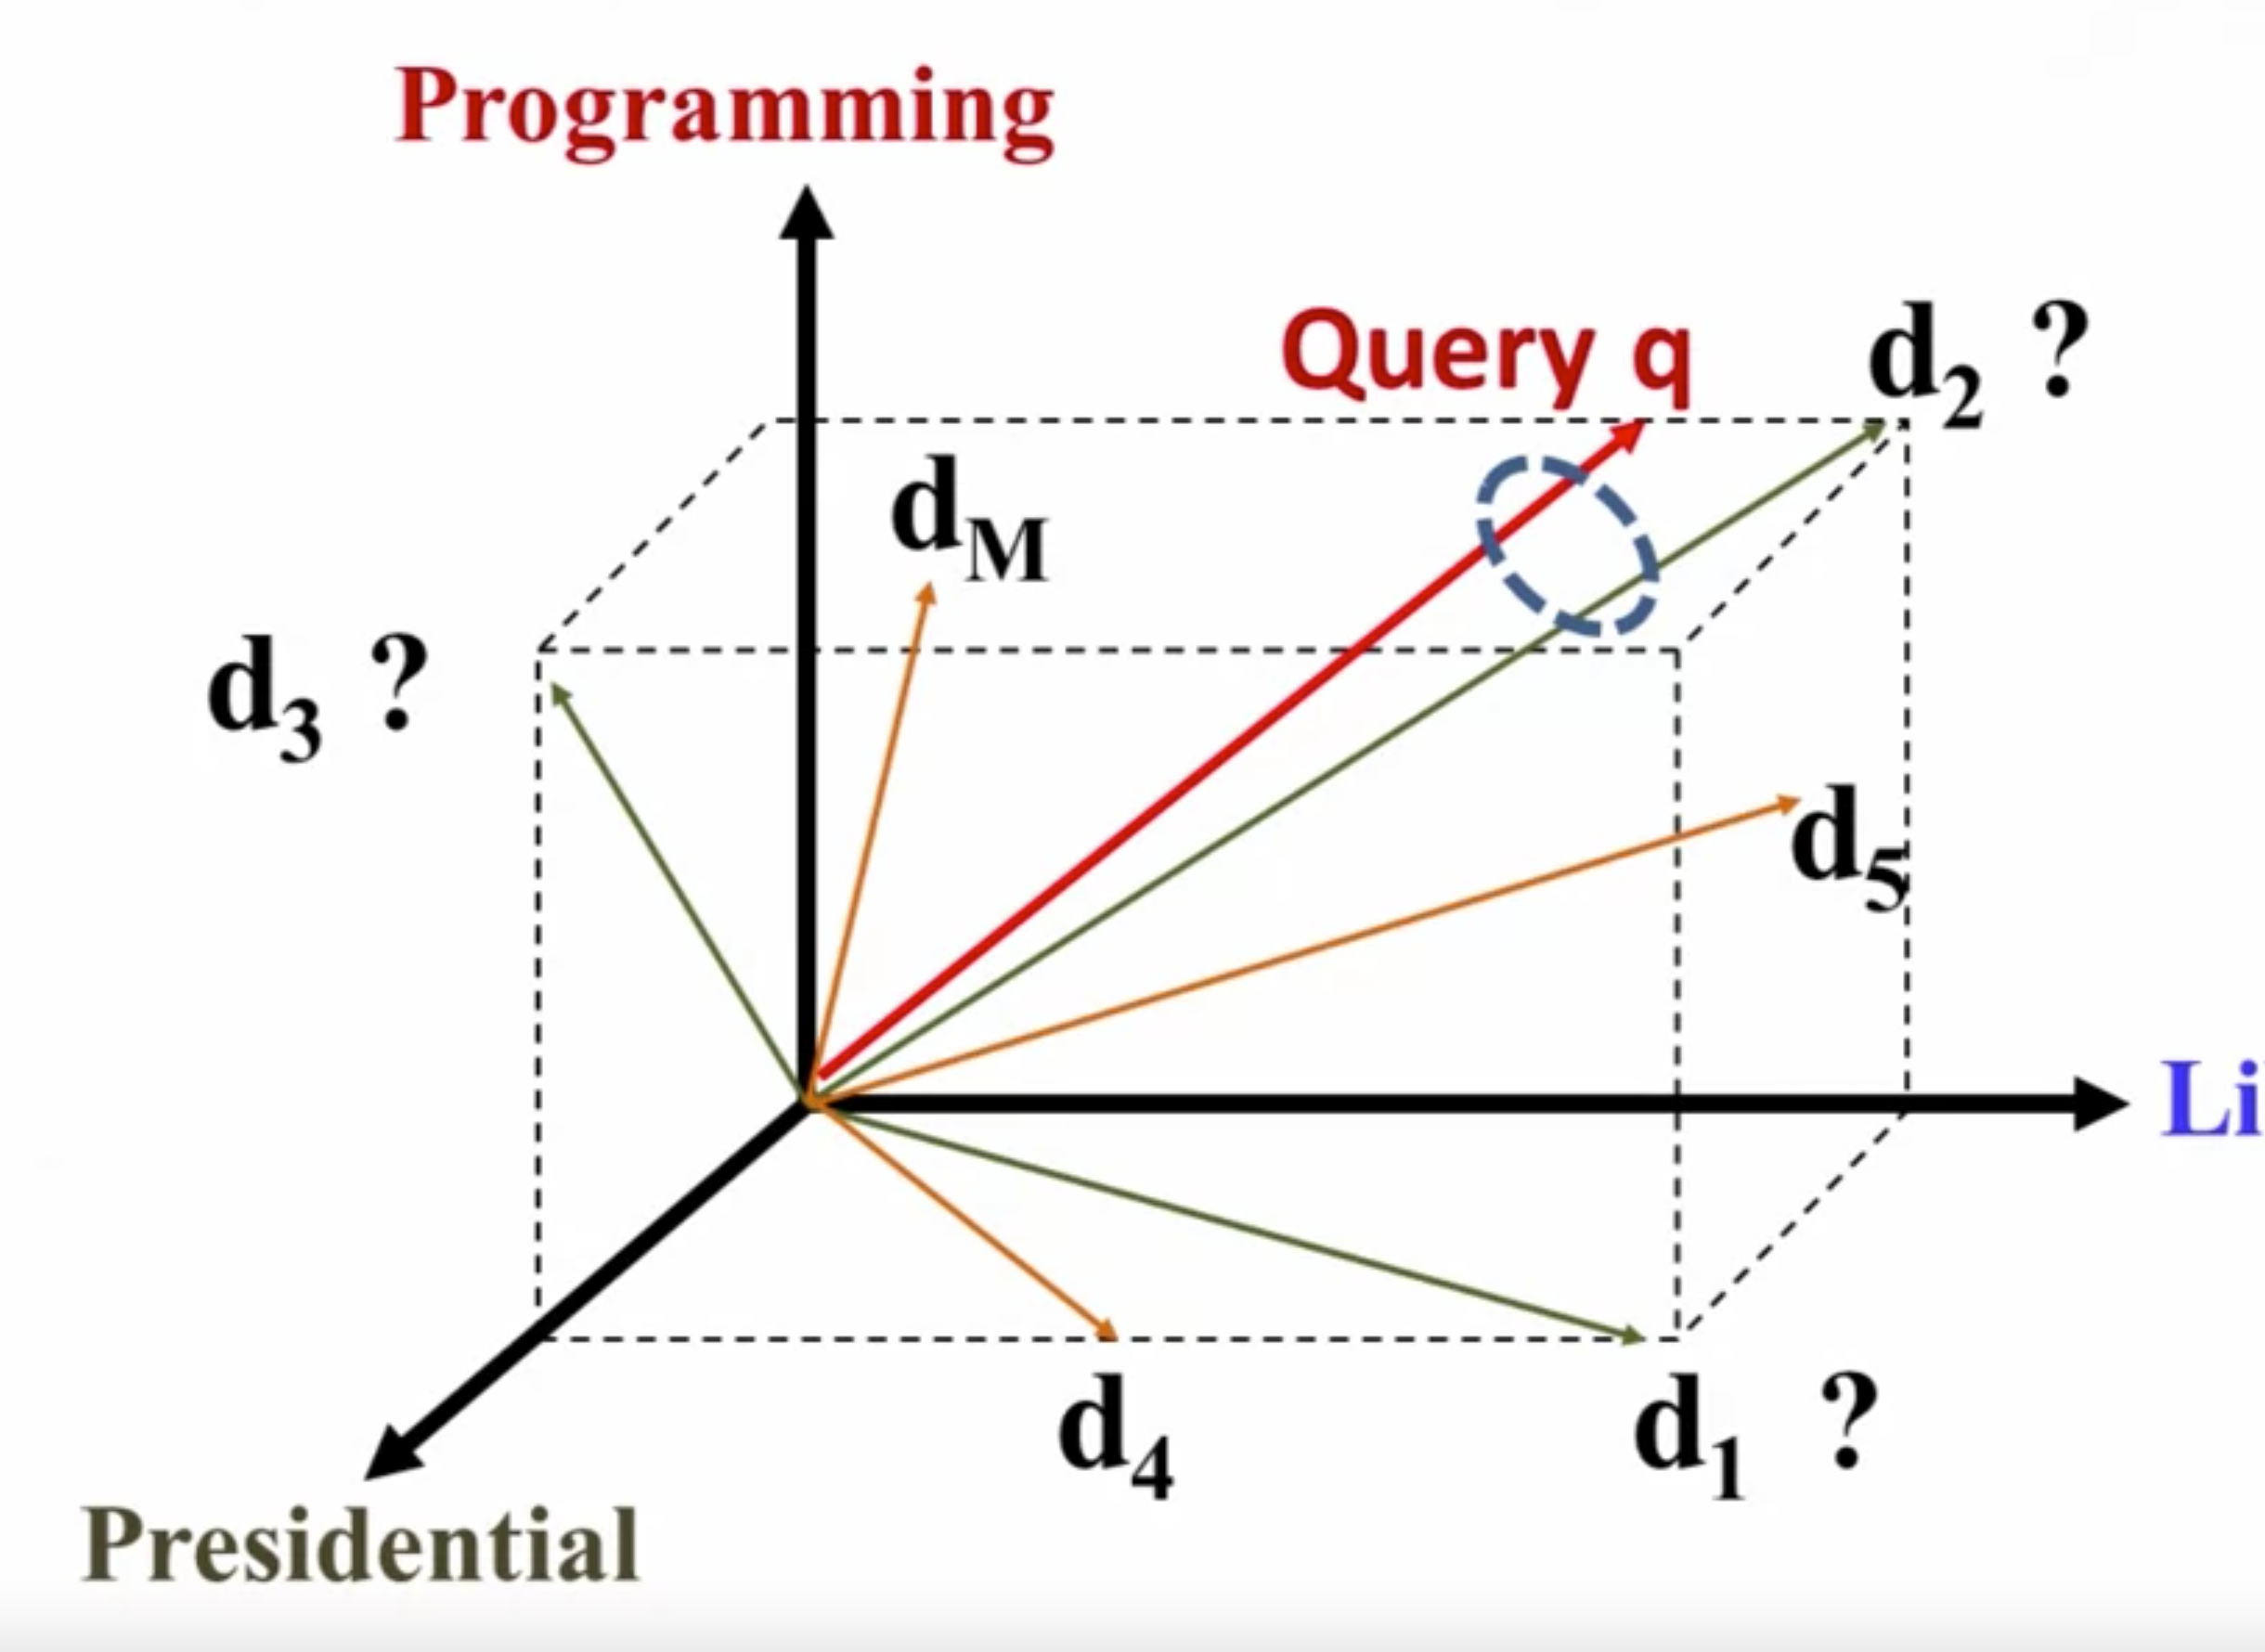 Programming
Query q
d2 ?
dM
d3 ?
d5
Li
d4
d1 ?
Presidential